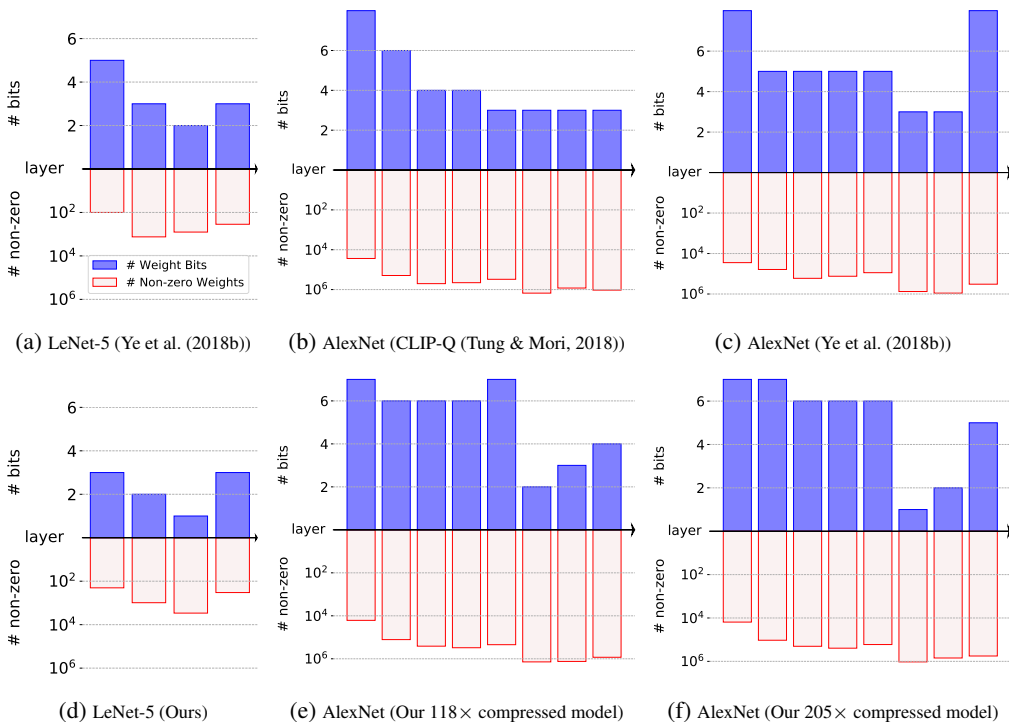 6
4
2
# bits
layer
# non-zero
10²
10⁴
10⁶
# Weight Bits
# Non-zero Weights
(a) LeNet-5 (Ye et al. (2018b))
6
4
2
# bits
layer
# non-zero
10²
10⁴
10⁶
(b) AlexNet (CLIP-Q (Tung & Mori, 2018))
6
4
2
# bits
layer
# non-zero
10²
10⁴
10⁶
(c) AlexNet (Ye et al. (2018b))
6
4
2
# bits
layer
# non-zero
10²
10⁴
10⁶
(d) LeNet-5 (Ours)
6
4
2
# bits
layer
# non-zero
10²
10⁴
10⁶
(e) AlexNet (Our 118× compressed model)
6
4
2
# bits
layer
# non-zero
10²
10⁴
10⁶
(f) AlexNet (Our 205× compressed model)